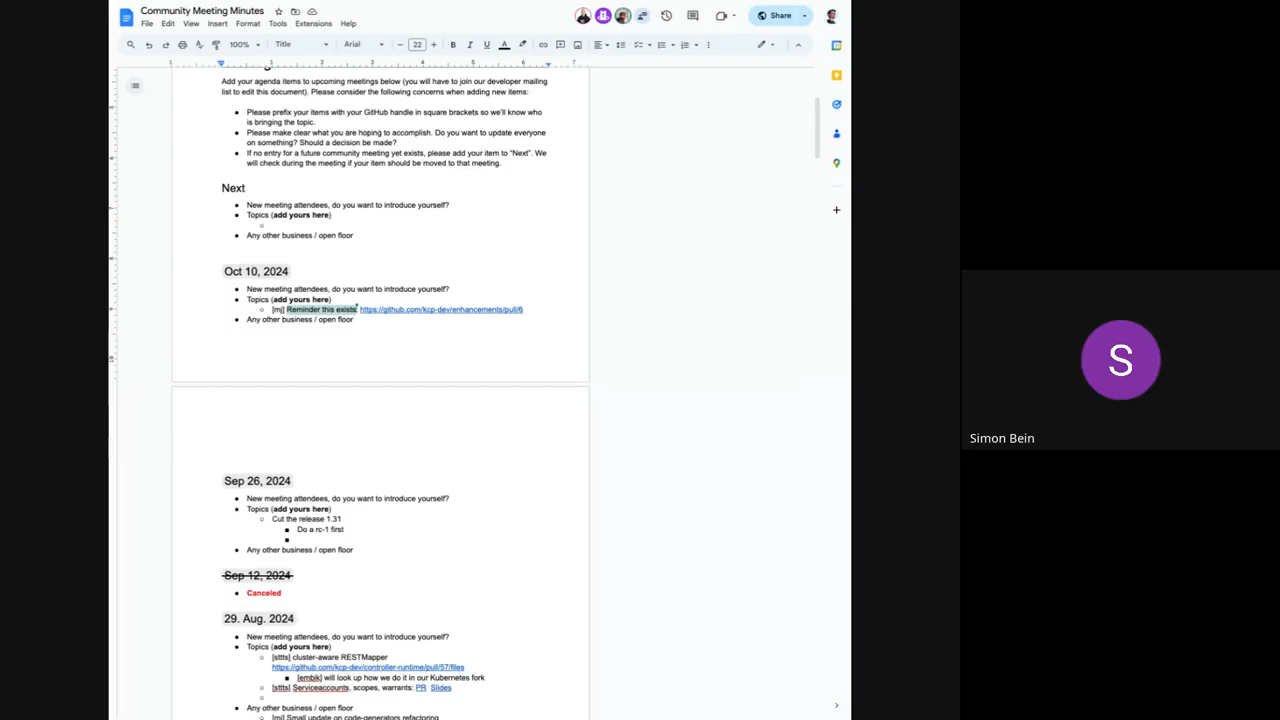 Community Meeting Minutes
File Edit View Insert Format Tools Extensions Help
Share
100% Title Arial 22
1 1 2 3 4 5 6 7
Add your agenda items to upcoming meetings below (you will have to join our developer mailing
list to edit this document). Please consider the following concerns when adding new items:
Please prefix your items with your GitHub handle in square brackets so we'll know who
is bringing the topic.
Please make clear what you are hoping to accomplish. Do you want to update everyone
on something? Should a decision be made?
If no entry for a future community meeting yet exists, please add your item to "Next". We
will check during the meeting if your item should be moved to that meeting.
Next
New meeting attendees, do you want to introduce yourself?
Topics (add yours here)
Any other business / open floor
Oct 10, 2024
New meeting attendees, do you want to introduce yourself?
Topics (add yours here)
[mj] Reminder this exists: https://github.com/kcp-dev/enhancements/pull/6
Any other business / open floor
Sep 26, 2024
New meeting attendees, do you want to introduce yourself?
Topics (add yours here)
Cut the release 1.31
Do a rc-1 first
Any other business / open floor
Sep 12, 2024
Canceled
29. Aug. 2024
New meeting attendees, do you want to introduce yourself?
Topics (add yours here)
[sttts] cluster-aware RESTMapper
https://github.com/kcp-dev/controller-runtime/pull/57/files
[embik] will look up how we do it in our Kubernetes fork
[sttts] Serviceaccounts, scopes, warrants: PR Slides
Any other business / open floor
[mj] Small update on code-generators refactoring
S
Simon Bein